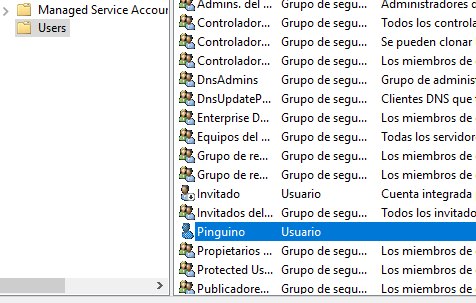 Managed Service Accour
Users
Admins. del ... Grupo de segu... Administradores d
Controlador... Grupo de segu... Todos los controla
Controlador... Grupo de segu... Se pueden clonar
Controlador... Grupo de segu... Los miembros de
DnsAdmins Grupo de segu... Grupo de adminis
DnsUpdateP... Grupo de segu... Clientes DNS que t
Enterprise D... Grupo de segu... Los miembros de
Equipos del ... Grupo de segu... Todas los servidor
Grupo de re... Grupo de segu... Los miembros de
Grupo de re... Grupo de segu... Los miembros de
Invitado Usuario Cuenta integrada
Invitados del... Grupo de segu... Todos los invitado
Pinguino Usuario
Propietarios ... Grupo de segu... Los miembros de
Protected Us... Grupo de segu... Los miembros de
Publicadore... Grupo de segu... Los miembros de